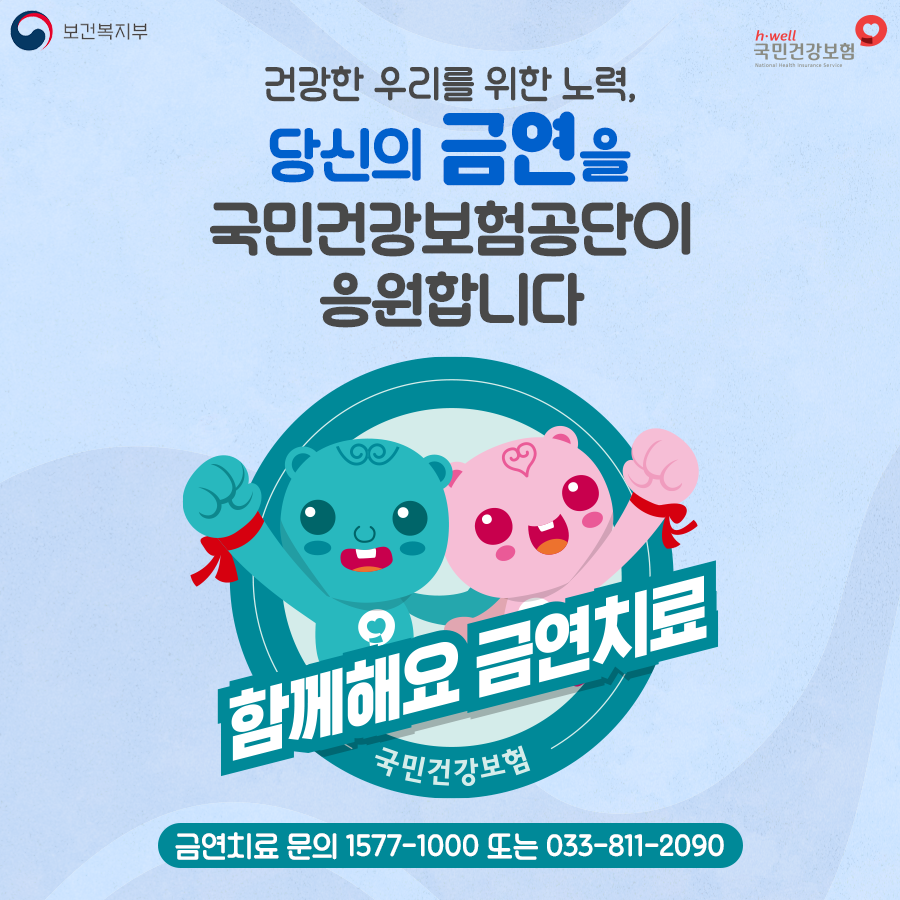 보건복지부
h·well
국민건강보험
National Health Insurance Service
건강한 우리를 위한 노력,
당신의 금연을
국민건강보험공단이
응원합니다
함께해요 금연치료
국민건강보험
금연치료 문의 1577-1000 또는 033-811-2090